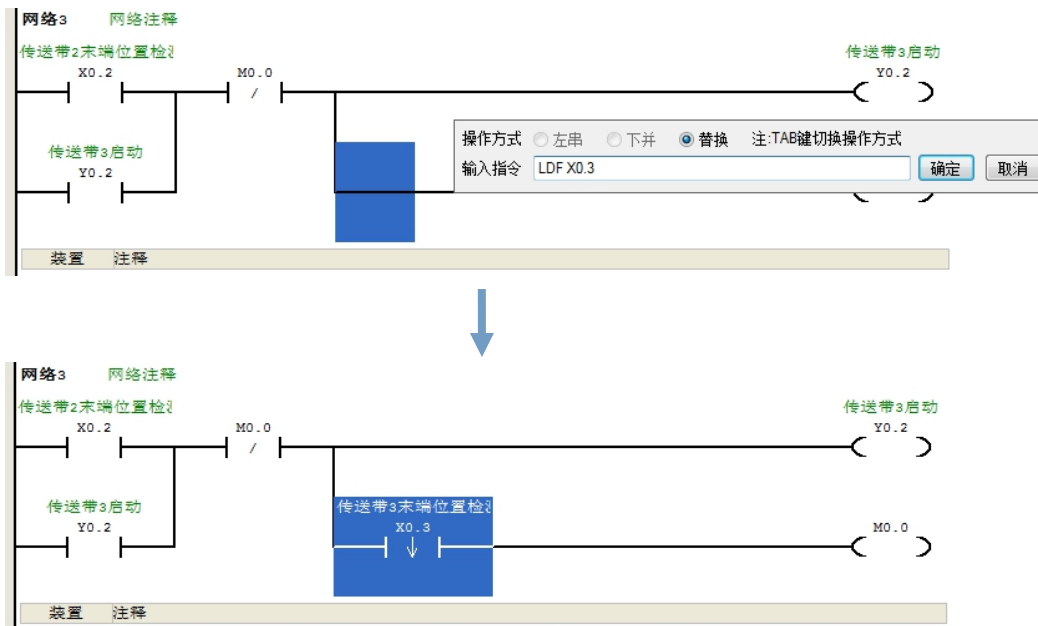 网络3 网络注释
传送带2末端位置检
传送带3启动
X0.2 M0.0 Y0.2
/
操作方式 左串 下并 替换 注:TAB键切换操作方式
传送带3启动
输入指令 LDF X0.3 确定 取消
Y0.2
装置 注释
网络3 网络注释
传送带2末端位置检
传送带3启动
X0.2 M0.0 Y0.2
/
传送带3启动 传送带3末端位置检
Y0.2 X0.3 M0.0
装置 注释